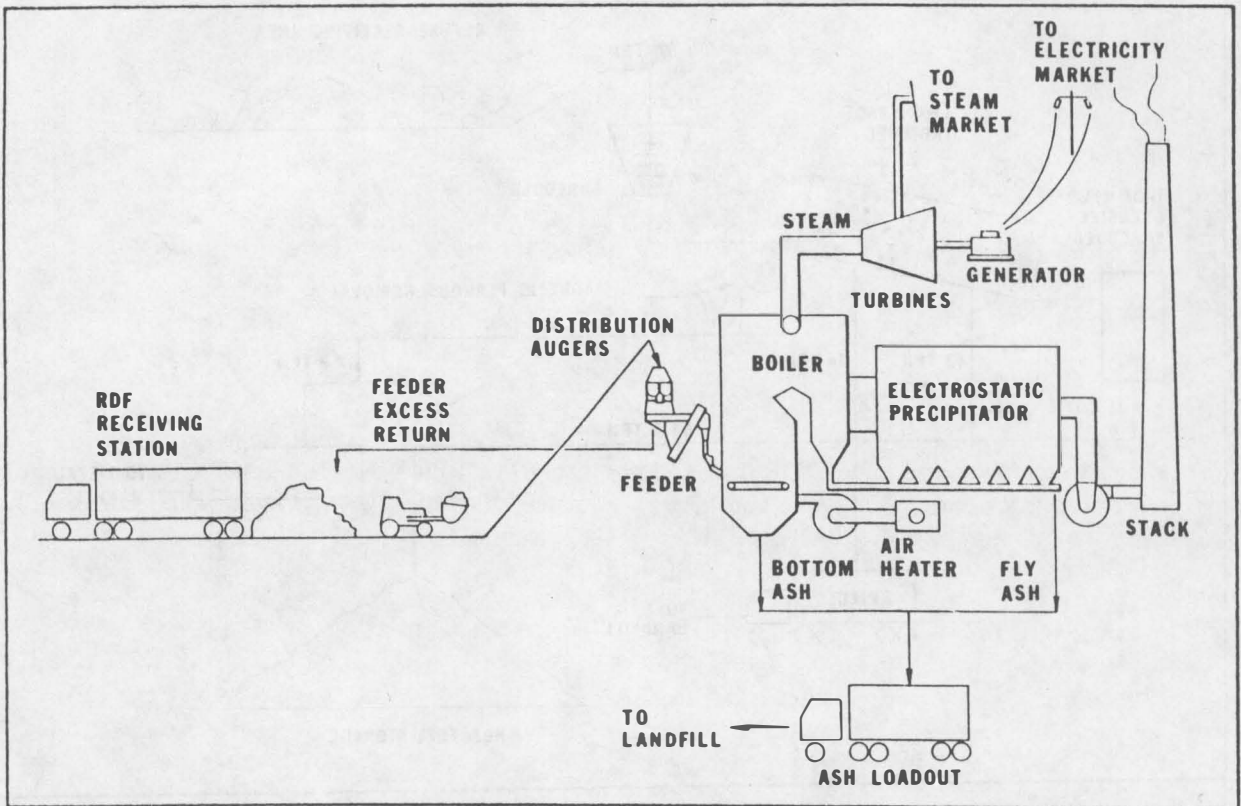 TO
ELECTRICITY
MARKET
TO
STEAM
MARKET
STEAM
GENERATOR
TURBINES
DISTRIBUTION
AUGERS
BOILER
RDF
RECEIVING
STATION
FEEDER
EXCESS
RETURN
ELECTROSTATIC
PRECIPITATOR
FEEDER
STACK
BOTTOM
ASH
AIR
HEATER
FLY
ASH
TO
LANDFILL
ASH LOADOUT